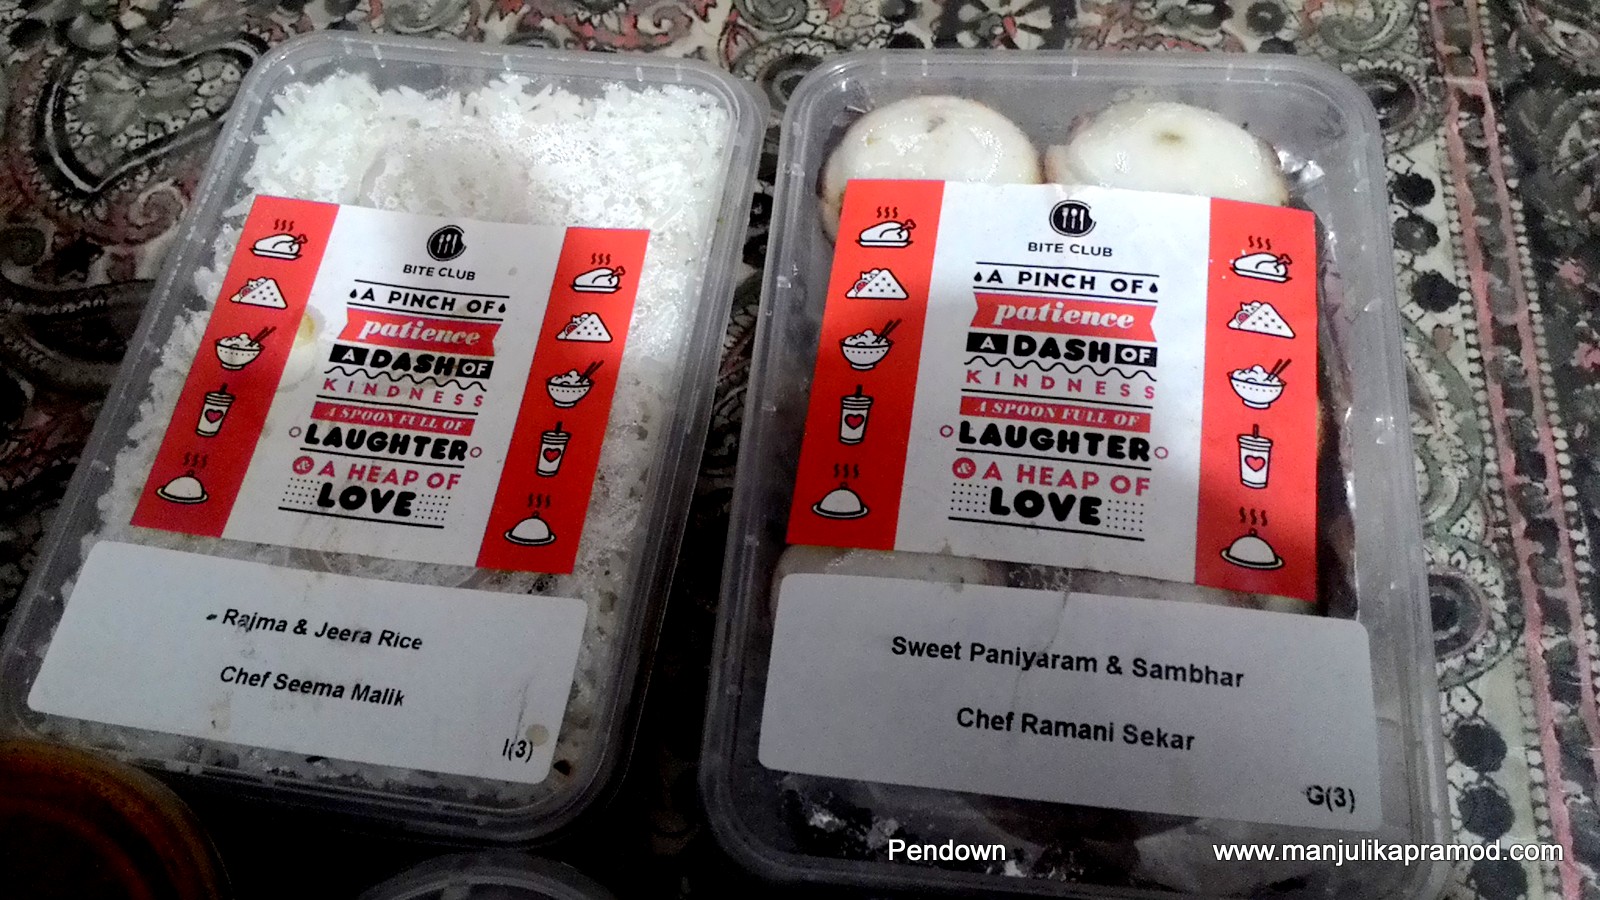 BITE CLUB
A PINCH OF
patience
A DASH OF
KINDNESS
A SPOON FULL OF
LAUGHTER
& A HEAP OF
LOVE
Rajma & Jeera Rice
Chef Seema Malik
I(3)
BITE CLUB
A PINCH OF
patience
A DASH OF
KINDNESS
A SPOON FULL OF
LAUGHTER
& A HEAP OF
LOVE
Sweet Paniyaram & Sambhar
Chef Ramani Sekar
G(3)
Pendown
www.manjulikapramod.com